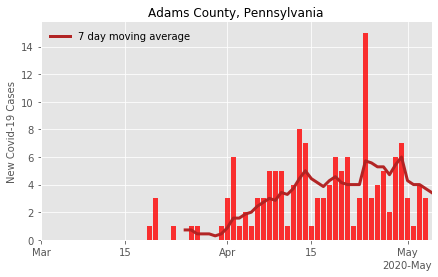 Adams County, Pennsylvania
7 day moving average
New Covid-19 Cases
14
12
10
8
6
4
2
0
Mar
15
Apr
15
May
2020-May